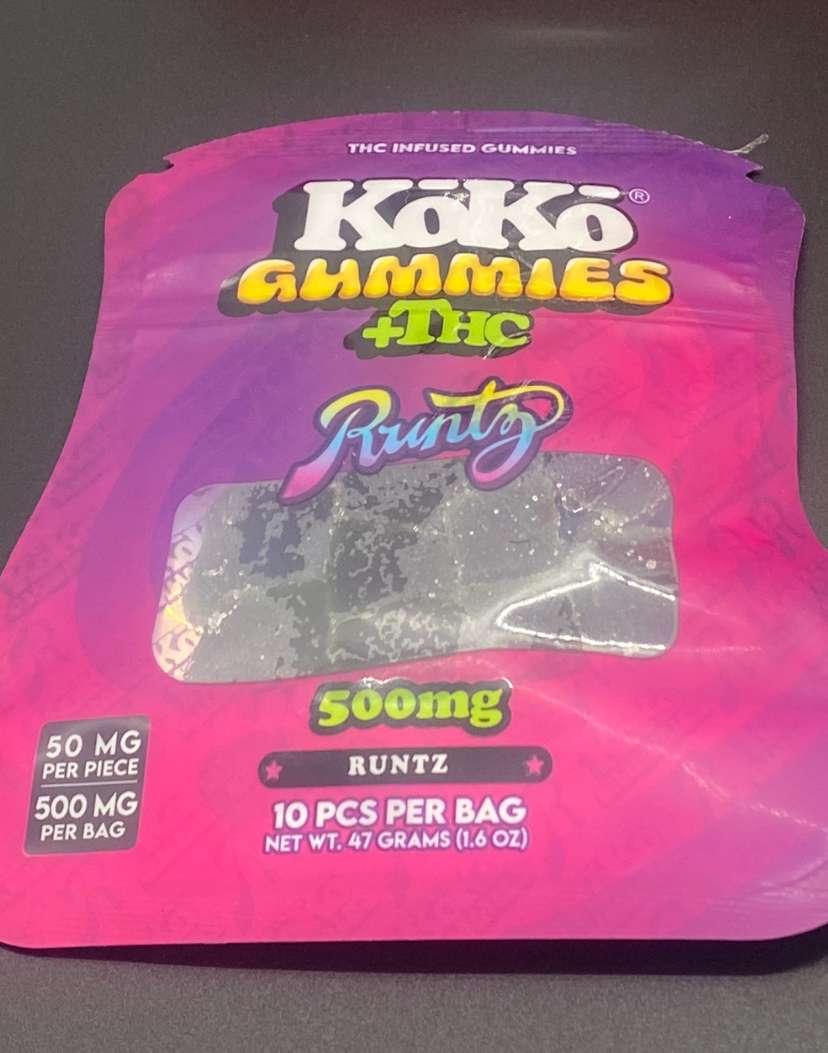 THC INFUSED GUMMIES
KōKō®
GUMMIES
+THC
Runtz
500mg
RUNTZ
50 MG
PER PIECE
500 MG
PER BAG
10 PCS PER BAG
NET WT. 47 GRAMS (1.6 OZ)